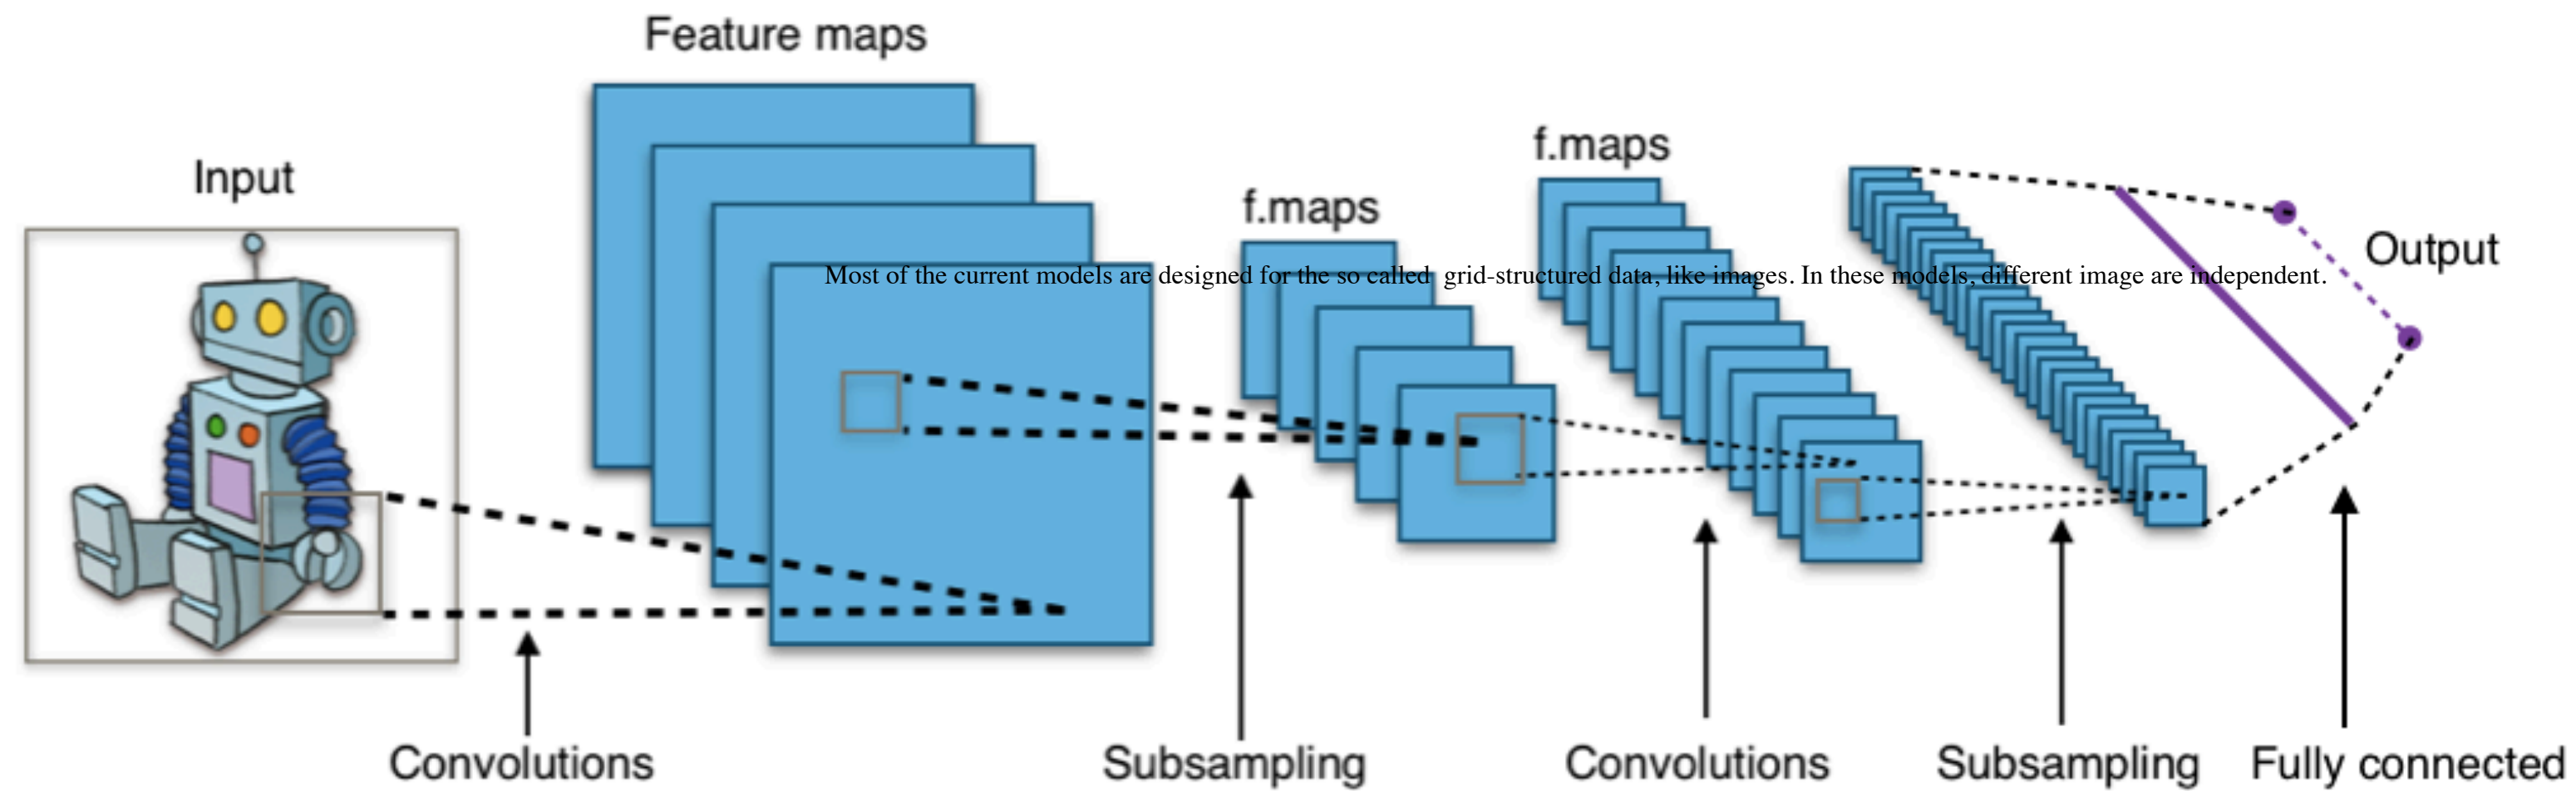 Feature maps
f.maps
Input
f.maps
Output
Most of the current models are designed for the so called  grid-structured data, like images. In these models, different image are independent.
Convolutions
Subsampling
Convolutions
Subsampling
Fully connected